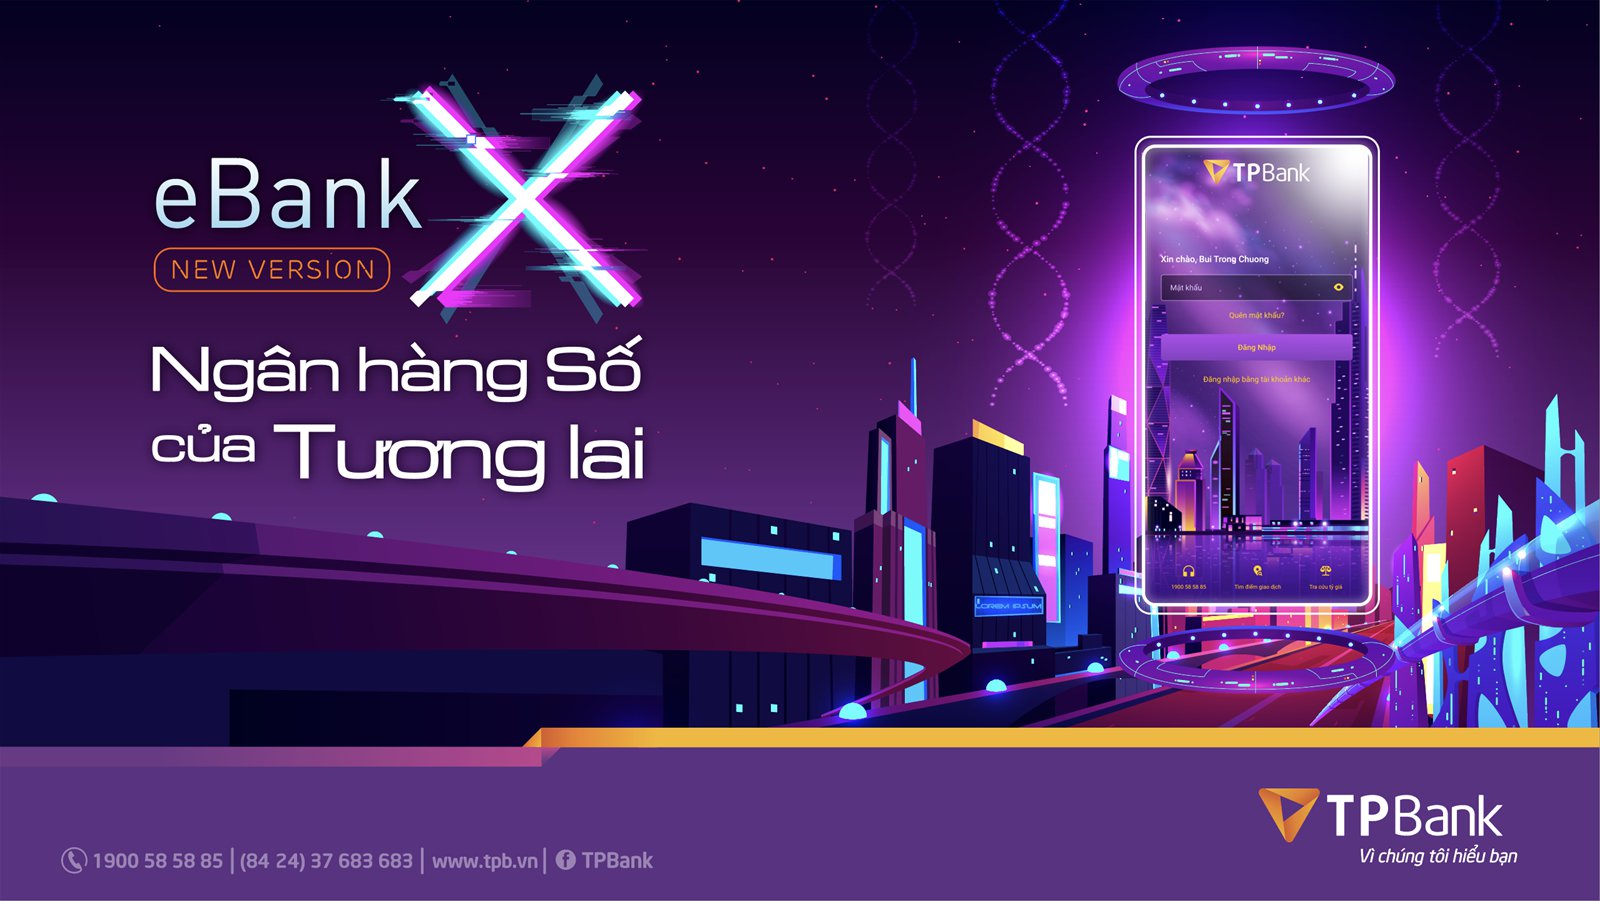 eBank X
NEW VERSION
Ngân hàng Số
của Tương lai
TPBank
Xin chào, Bui Trong Chuong
Mật khẩu
Quên mật khẩu?
Đăng Nhập
Đăng nhập bằng tài khoản khác
1900 58 58 85
Tìm điểm giao dịch
Tra cứu tỷ giá
LOREM IPSUM
TPBank
Vì chúng tôi hiểu bạn
1900 58 58 85 | (84 24) 37 683 683 | www.tpb.vn | TPBank